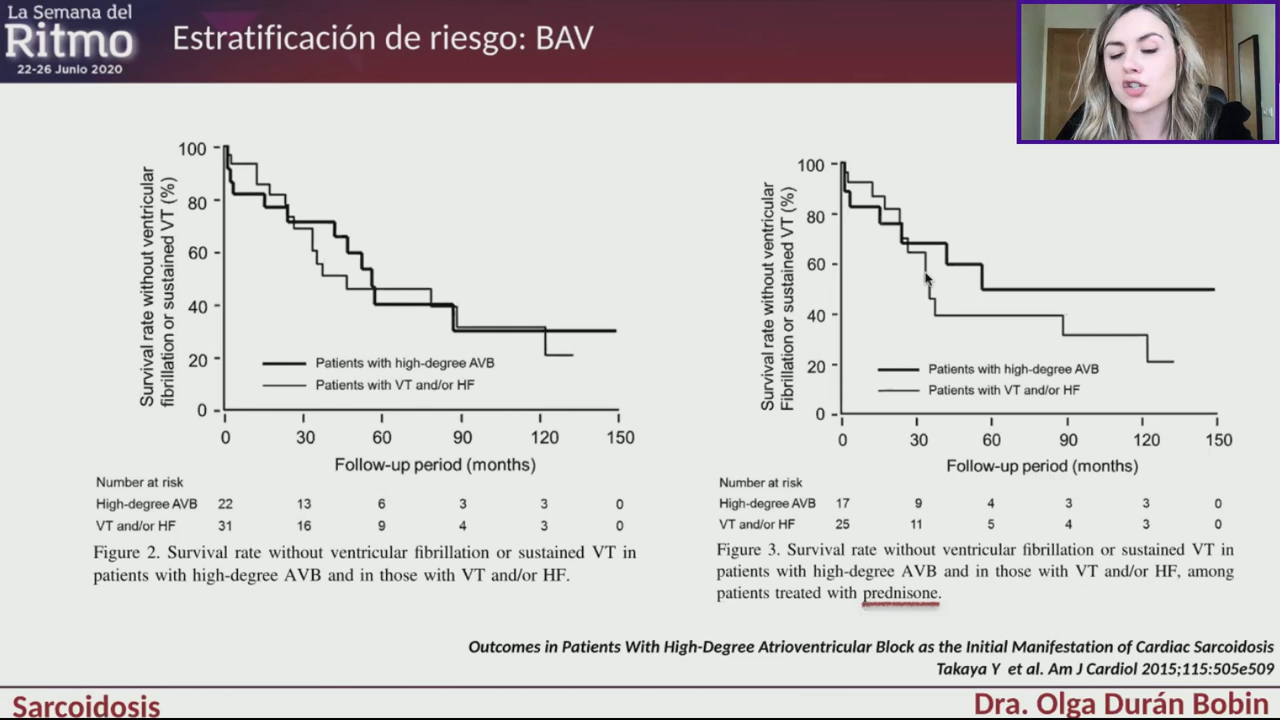 La Semana del
Ritmo
22-26 Junio 2020
Estratificación de riesgo: BAV
Survival rate without ventricular
fibrillation or sustained VT (%)
100
80
60
40
20
0
Patients with high-degree AVB
Patients with VT and/or HF
0 30 60 90 120 150
Follow-up period (months)
Number at risk
High-degree AVB 22 13 6 3 3 0
VT and/or HF 31 16 9 4 3 0
Figure 2. Survival rate without ventricular fibrillation or sustained VT in
patients with high-degree AVB and in those with VT and/or HF.
Survival rate without ventricular
Fibrillation or sustained VT (%)
100
80
60
40
20
0
Patients with high-degree AVB
Patients with VT and/or HF
0 30 60 90 120 150
Follow-up period (months)
Number at risk
High-degree AVB 17 9 4 3 3 0
VT and/or HF 25 11 5 4 3 0
Figure 3. Survival rate without ventricular fibrillation or sustained VT in
patients with high-degree AVB and in those with VT and/or HF, among
patients treated with prednisone.
Outcomes in Patients With High-Degree Atrioventricular Block as the Initial Manifestation of Cardiac Sarcoidosis
Takaya Y et al. Am J Cardiol 2015;115:505e509
Sarcoidosis
Dra. Olga Durán Bobin